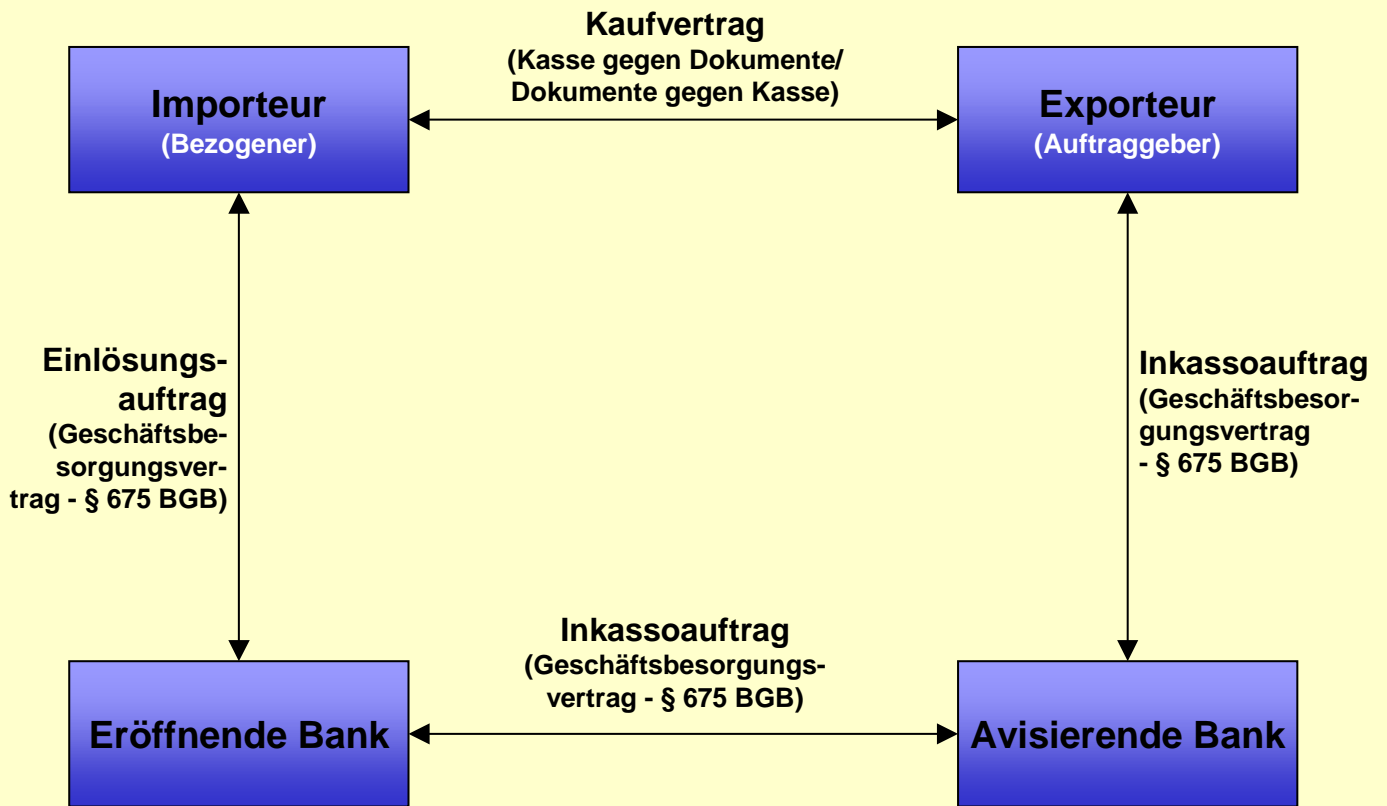 Kaufvertrag
(Kasse gegen Dokumente/
Dokumente gegen Kasse)
Importeur
(Bezogener)
Exporteur
(Auftraggeber)
Einlösungs-
auftrag
(Geschäftsbe-
sorgungsver-
trag - § 675 BGB)
Inkassoauftrag
(Geschäftsbesor-
gungsvertrag
- § 675 BGB)
Inkassoauftrag
(Geschäftsbesorgungs-
vertrag - § 675 BGB)
Eröffnende Bank
Avisierende Bank